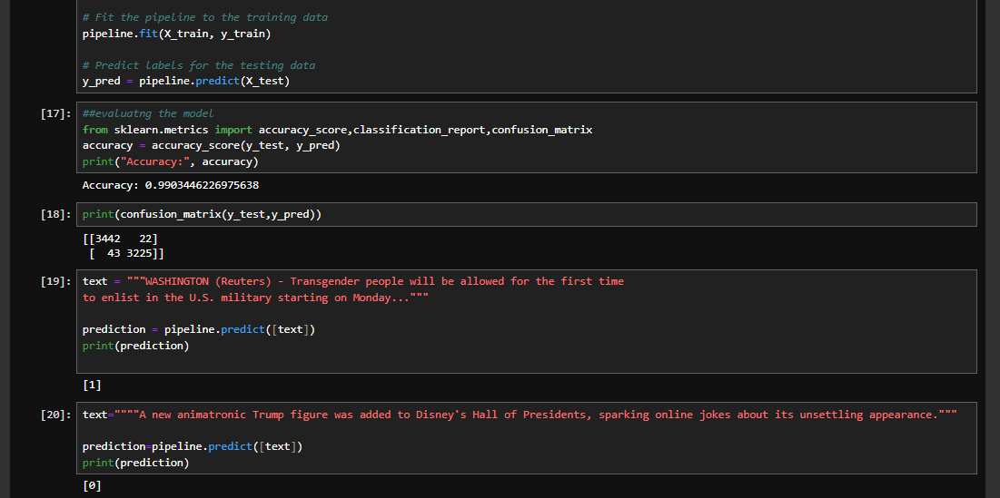 # Fit the pipeline to the training data
pipeline.fit(X_train, y_train)
# Predict labels for the testing data
y_pred = pipeline.predict(X_test)
[17]:
##evaluatng the model
from sklearn.metrics import accuracy_score,classification_report,confusion_matrix
accuracy = accuracy_score(y_test, y_pred)
print("Accuracy:", accuracy)
Accuracy: 0.9903446226975638
[18]:
print(confusion_matrix(y_test,y_pred))
[[3442   22]
 [  43 3225]]
[19]:
text = """WASHINGTON (Reuters) - Transgender people will be allowed for the first time
to enlist in the U.S. military starting on Monday..."""
prediction = pipeline.predict([text])
print(prediction)
[1]
[20]:
text=""""A new animatronic Trump figure was added to Disney's Hall of Presidents, sparking online jokes about its unsettling appearance."""
prediction=pipeline.predict([text])
print(prediction)
[0]